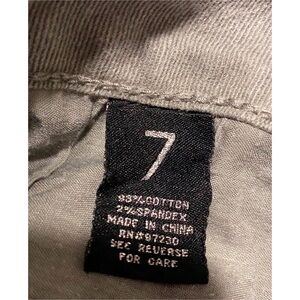 7
98%COTTON
2%SPANDEX
MADE IN CHINA
RN#97230
SEE REVERSE
FOR CARE